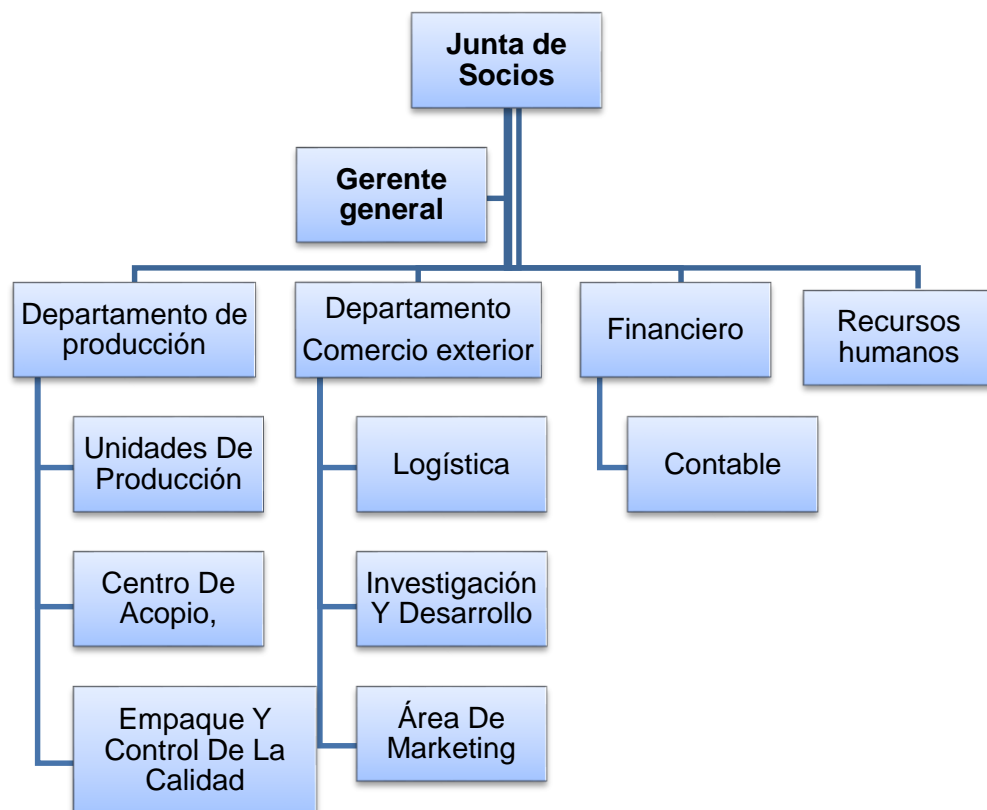 Junta de
Socios
Gerente
general
Departamento de
producción
Departamento
Comercio exterior
Financiero
Recursos
humanos
Unidades De
Producción
Logística
Contable
Centro De
Acopio,
Investigación
Y Desarrollo
Empaque Y
Control De La
Calidad
Área De
Marketing